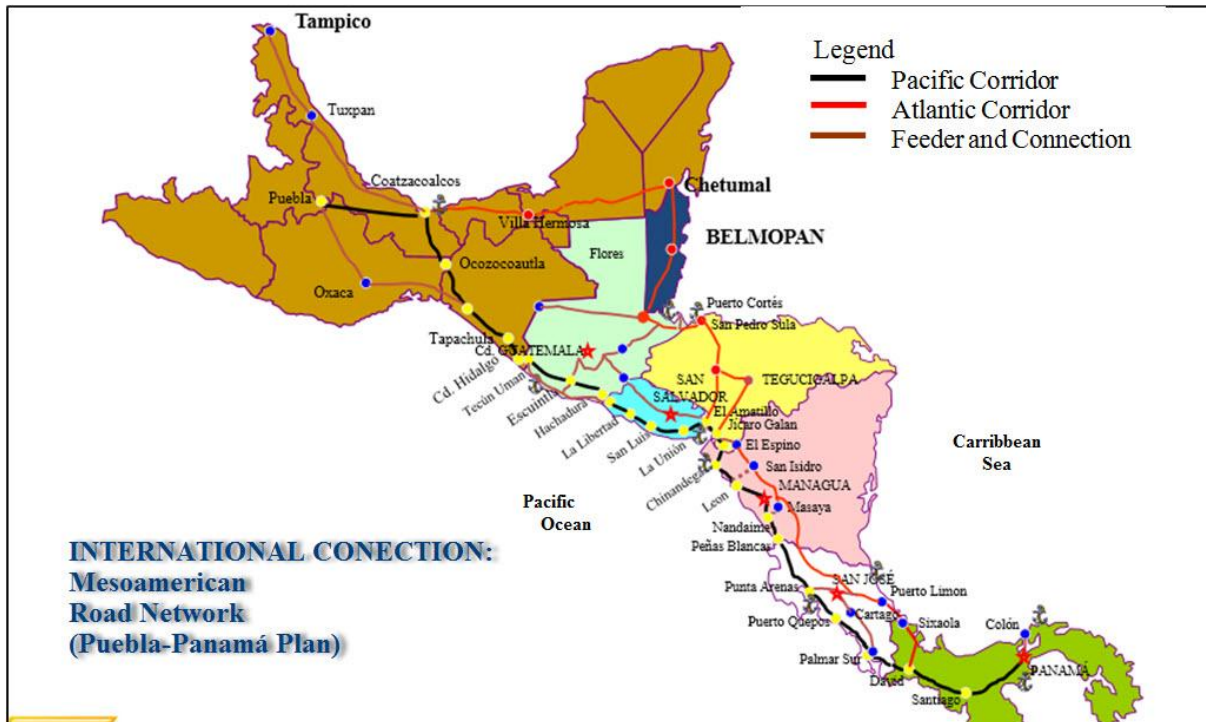 Tampico
Legend
Pacific Corridor
Atlantic Corridor
Feeder and Connection
Tuxpan
Coatzacoalcos
Puebla
Chetumal
Villa Hermosa
BELMOPAN
Flores
Ococozoautla
Oxaca
Puerto Cortés
San Pedro Sula
Tapachula
Cd. GUATEMALA
Cd. Hidalgo
Tecún Uman
SAN
SALVADOR
TEGUCIGALPA
Escuintla
Hachadura
La Libertad
San Luis
La Unión
El Amatillo
Jícaro Galan
El Espino
San Isidro
Chinandega
Leon
MANAGUA
Masaya
Carribbean
Sea
Pacific
Ocean
Nandaime
Peñas Blancas
INTERNATIONAL CONECTION:
Mesoamerican
Road Network
(Puebla-Panamá Plan)
Punta Arenas
SAN JOSÉ
Puerto Limon
Cartago
Puerto Quepos
Sixaola
Colón
Palmar Sur
David
PANAMÁ
Santiago